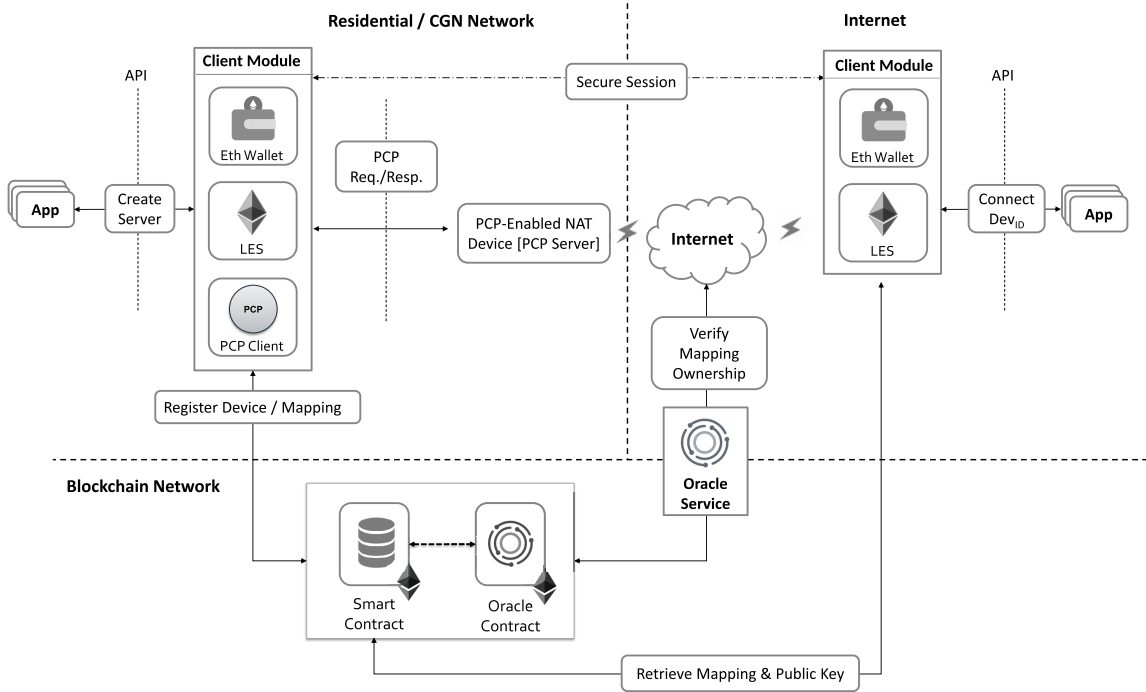 Residential / CGN Network
Internet
Client Module
Client Module
API
API
Secure Session
Eth Wallet
Eth Wallet
PCP
Req./Resp.
App
Create
Server
LES
PCP-Enabled NAT
Device [PCP Server]
Internet
LES
Connect
DevID
App
PCP
PCP Client
Verify
Mapping
Ownership
Register Device / Mapping
Oracle
Service
Blockchain Network
Smart
Contract
Oracle
Contract
Retrieve Mapping & Public Key